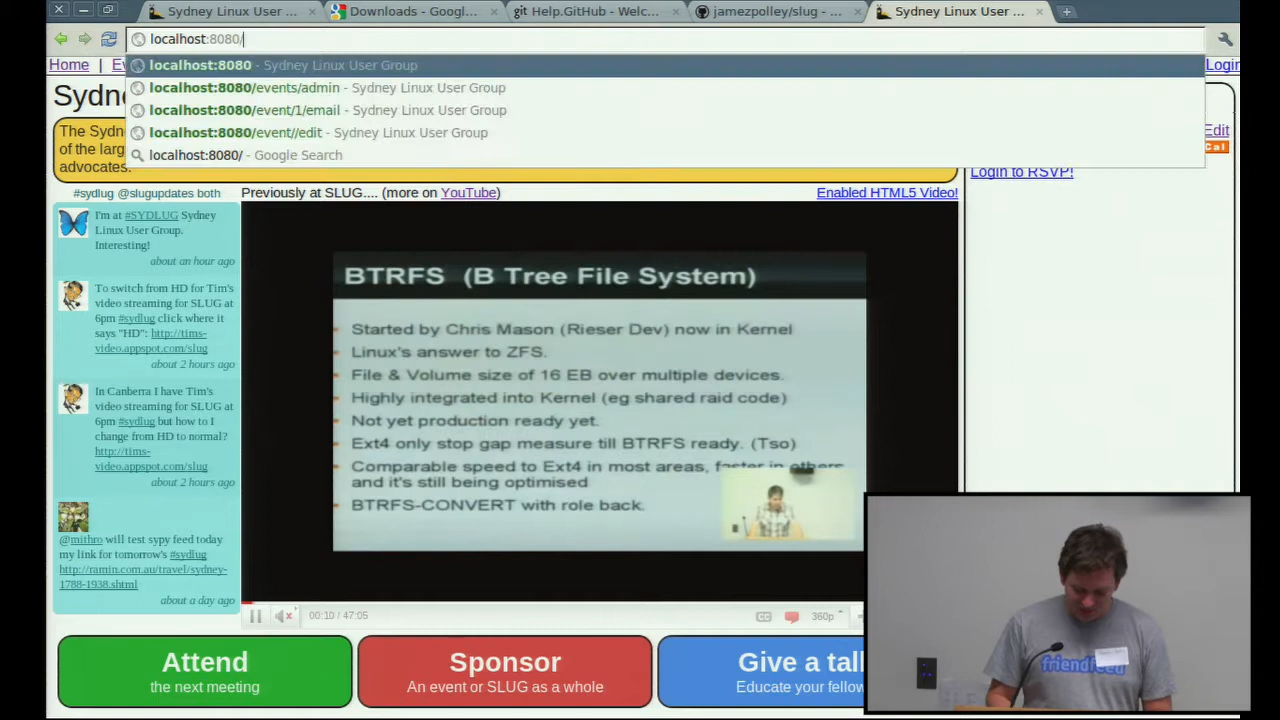 Sydney Linux User ...
Downloads - Googl...
git Help.GitHub - Welc...
jamezpolley/slug - ...
Sydney Linux User ...
localhost:8080/
Home | Ev
Login
localhost:8080 - Sydney Linux User Group
localhost:8080/events/admin - Sydney Linux User Group
localhost:8080/event/1/email - Sydney Linux User Group
localhost:8080/event//edit - Sydney Linux User Group
localhost:8080/ - Google Search
Sydn
The Sydn
of the larg
advocates.
Edit
Cal
Login to RSVP!
#sydlug @slugupdates both
Previously at SLUG.... (more on YouTube)
Enabled HTML5 Video!
I'm at #SYDLUG Sydney
Linux User Group.
Interesting!
about an hour ago
To switch from HD for Tim's
video streaming for SLUG at
6pm #sydlug click where it
says "HD": http://tims-
video.appspot.com/slug
about 2 hours ago
In Canberra I have Tim's
video streaming for SLUG at
6pm #sydlug but how to I
change from HD to normal?
http://tims-
video.appspot.com/slug
about 2 hours ago
@mithro will test sypy feed today
my link for tomorrow's #sydlug
http://ramin.com.au/travel/sydney-
1788-1938.shtml
about a day ago
BTRFS (B Tree File System)
Started by Chris Mason (Rieser Dev) now in Kernel
Linux's answer to ZFS.
File & Volume size of 16 EB over multiple devices.
Highly integrated into Kernel (eg shared raid code)
Not yet production ready yet.
Ext4 only stop gap measure till BTRFS ready. (Tso)
Comparable speed to Ext4 in most areas, faster in others
and it's still being optimised
BTRFS-CONVERT with role back.
00:10 / 47:05
CC
360p
Attend
the next meeting
Sponsor
An event or SLUG as a whole
Give a tal
Educate your fellow
friendfeed